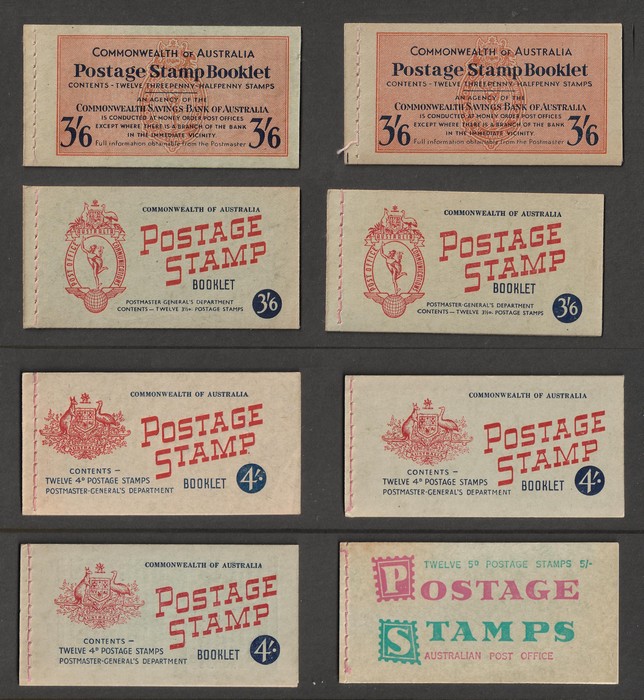 COMMONWEALTH OF AUSTRALIA
Postage Stamp Booklet
CONTENTS - TWELVE THREEPENNY-HALFPENNY STAMPS
AN AGENCY OF THE
COMMONWEALTH SAVINGS BANK OF AUSTRALIA
IS CONDUCTED AT MONEY ORDER POST OFFICES
EXCEPT WHERE THERE IS A BRANCH OF THE BANK
IN THE IMMEDIATE VICINITY
3/6 3/6
Full information obtainable from the Postmaster
COMMONWEALTH OF AUSTRALIA
Postage Stamp Booklet
CONTENTS - TWELVE THREEPENNY-HALFPENNY STAMPS
AN AGENCY OF THE
COMMONWEALTH SAVINGS BANK OF AUSTRALIA
IS CONDUCTED AT MONEY ORDER POST OFFICES
EXCEPT WHERE THERE IS A BRANCH OF THE BANK
IN THE IMMEDIATE VICINITY
3/6 3/6
Full information obtainable from the Postmaster
COMMONWEALTH OF AUSTRALIA
AUSTRALIA
POST OFFICE COMMUNICATIONS
POSTAGE
STAMP
BOOKLET
POSTMASTER-GENERAL'S DEPARTMENT
CONTENTS — TWELVE 3½D. POSTAGE STAMPS
3/6
COMMONWEALTH OF AUSTRALIA
AUSTRALIA
POST OFFICE COMMUNICATIONS
POSTAGE
STAMP
BOOKLET
POSTMASTER-GENERAL'S DEPARTMENT
CONTENTS — TWELVE 3½D. POSTAGE STAMPS
3/6
COMMONWEALTH OF AUSTRALIA
POSTAGE
STAMP
CONTENTS —
TWELVE 4D POSTAGE STAMPS
POSTMASTER-GENERAL'S DEPARTMENT
BOOKLET
4/-
COMMONWEALTH OF AUSTRALIA
POSTAGE
STAMP
CONTENTS —
TWELVE 4D POSTAGE STAMPS
POSTMASTER-GENERAL'S DEPARTMENT
BOOKLET
4/-
COMMONWEALTH OF AUSTRALIA
POSTAGE
STAMP
CONTENTS —
TWELVE 4D POSTAGE STAMPS
POSTMASTER-GENERAL'S DEPARTMENT
BOOKLET
4/-
TWELVE 5D POSTAGE STAMPS 5/-
POSTAGE
STAMPS
AUSTRALIAN POST OFFICE